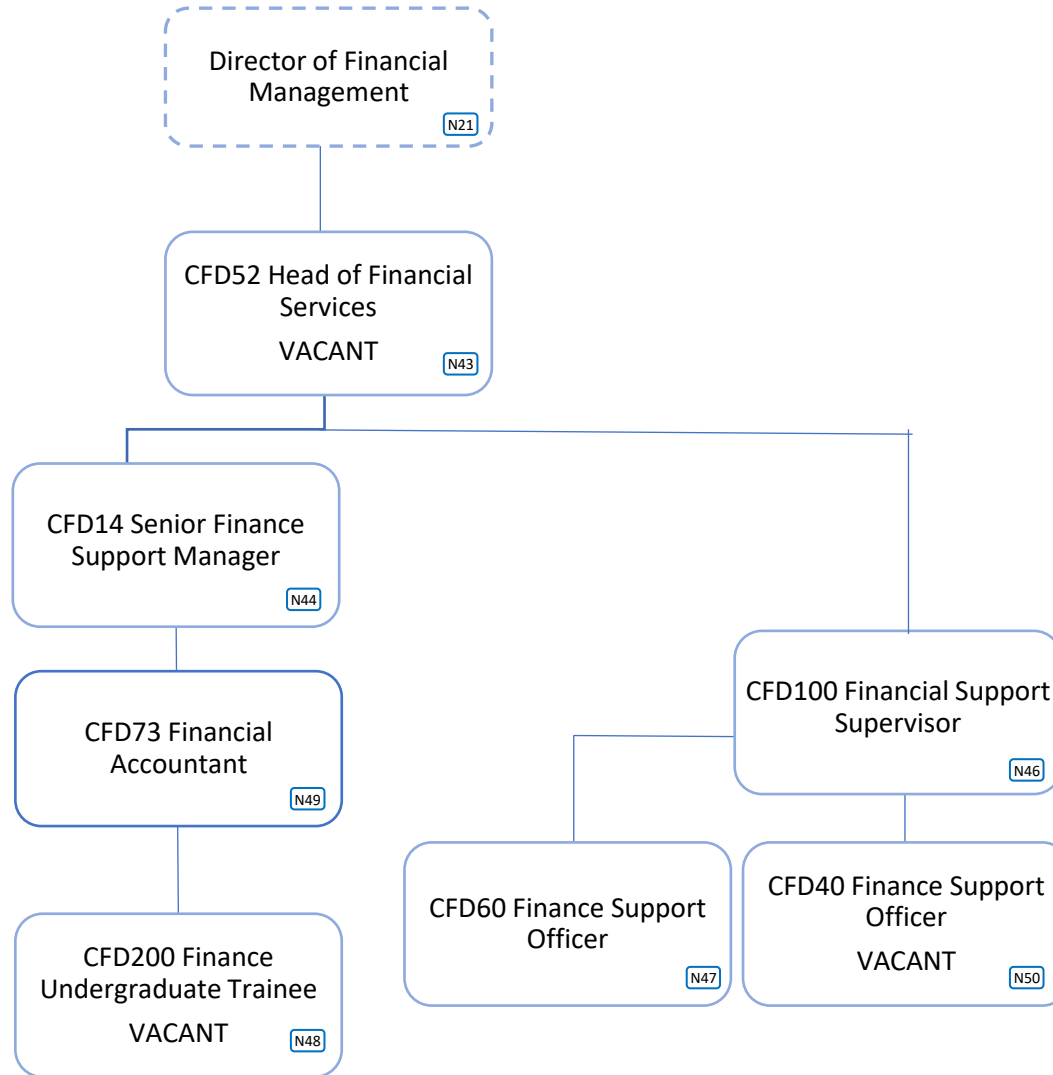 Director of Financial
Management
N21
CFD52 Head of Financial
Services
VACANT
N43
CFD14 Senior Finance
Support Manager
N44
CFD73 Financial
Accountant
N49
CFD200 Finance
Undergraduate Trainee
VACANT
N48
CFD100 Financial Support
Supervisor
N46
CFD60 Finance Support
Officer
N47
CFD40 Finance Support
Officer
VACANT
N50